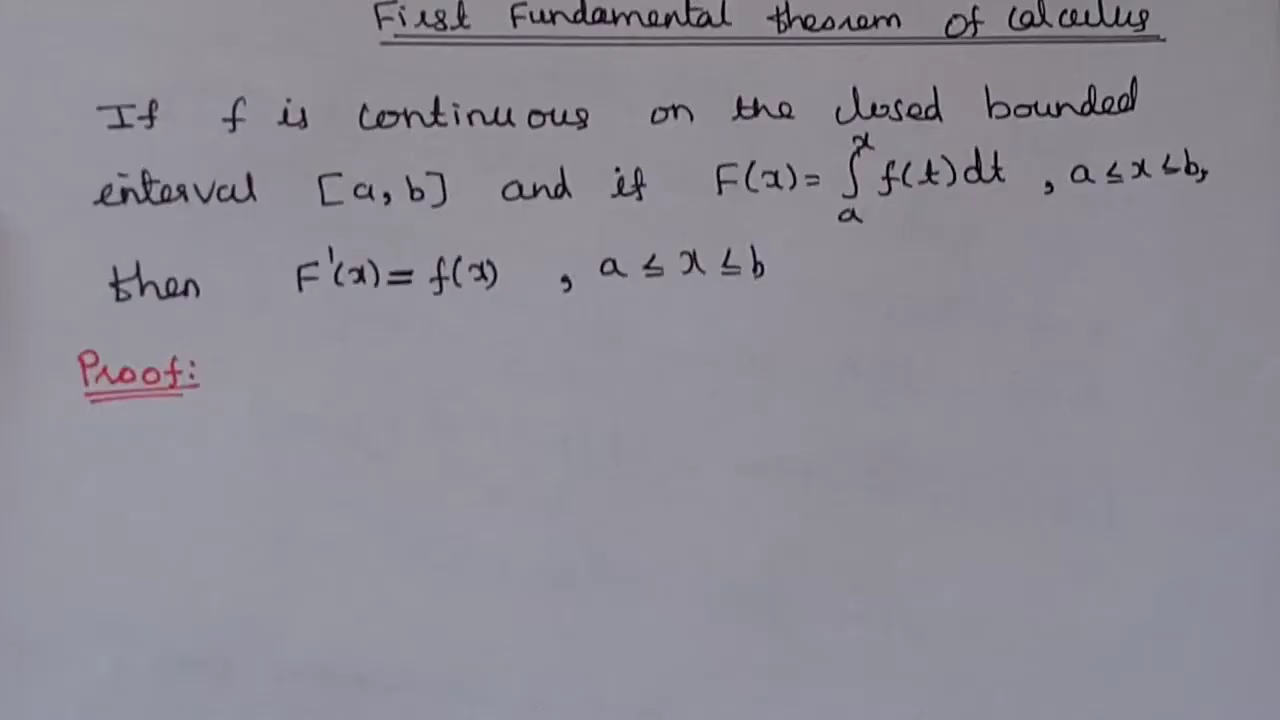 First Fundamental theorem of Calculus
If f is continuous on the closed bounded
interval [a, b] and if F(x) = ∫ₐˣ f(t) dt , a ≤ x ≤ b,
then F'(x) = f(x) , a ≤ x ≤ b
Proof: